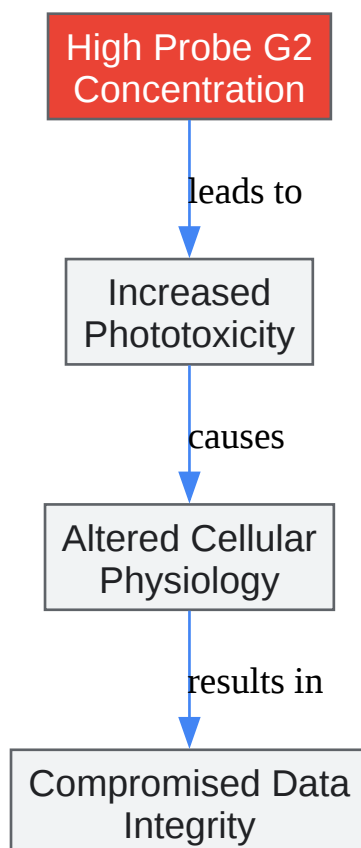 High Probe G2
Concentration
leads to
Increased
Phototoxicity
causes
Altered Cellular
Physiology
results in
Compromised Data
Integrity